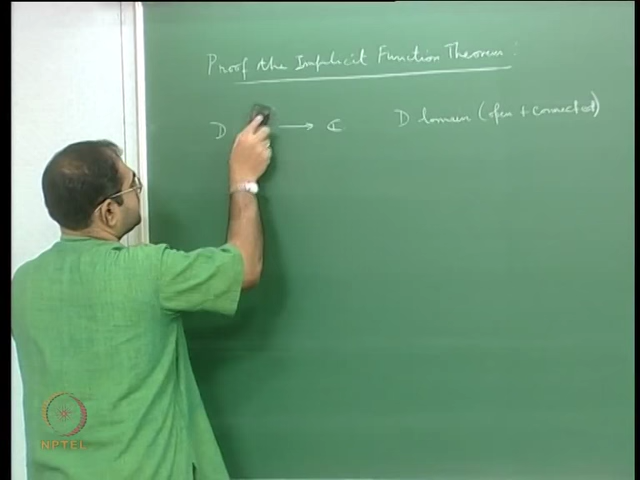 Proof the Implicit Function Theorem :
D → ℂ D domain (open + connected)
NPTEL